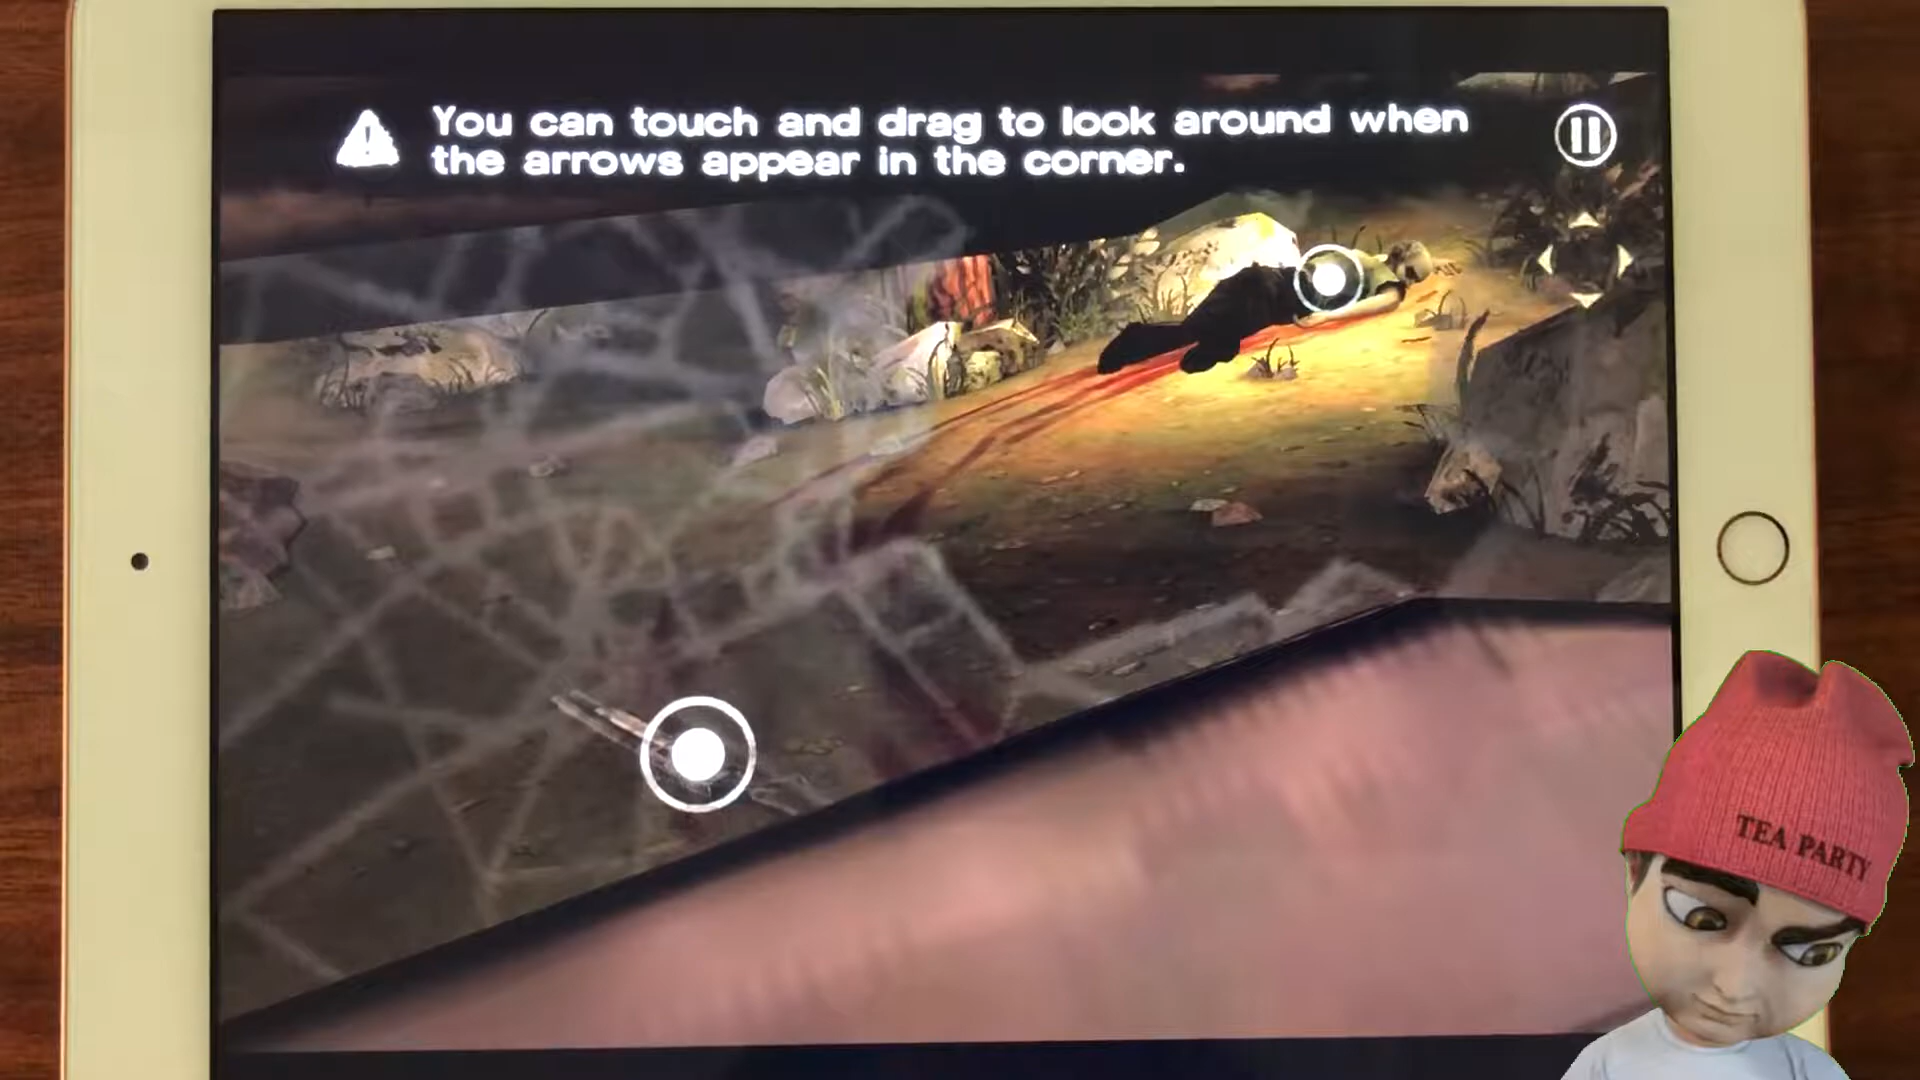 You can touch and drag to look around when
the arrows appear in the corner.
TEA PARTY